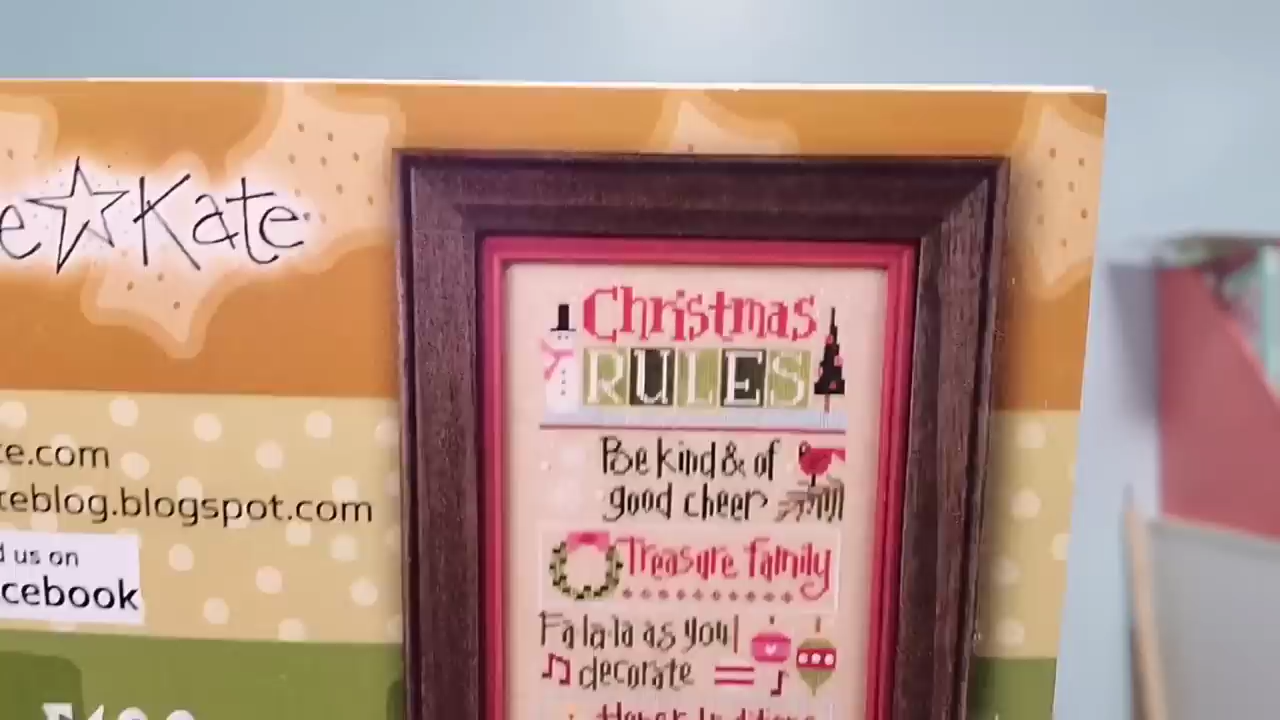 e☆Kate
te.com
teblog.blogspot.com
d us on
cebook
Christmas
RULES
Be kind & of
good cheer
Treasure family
Fa·la·la as you
decorate